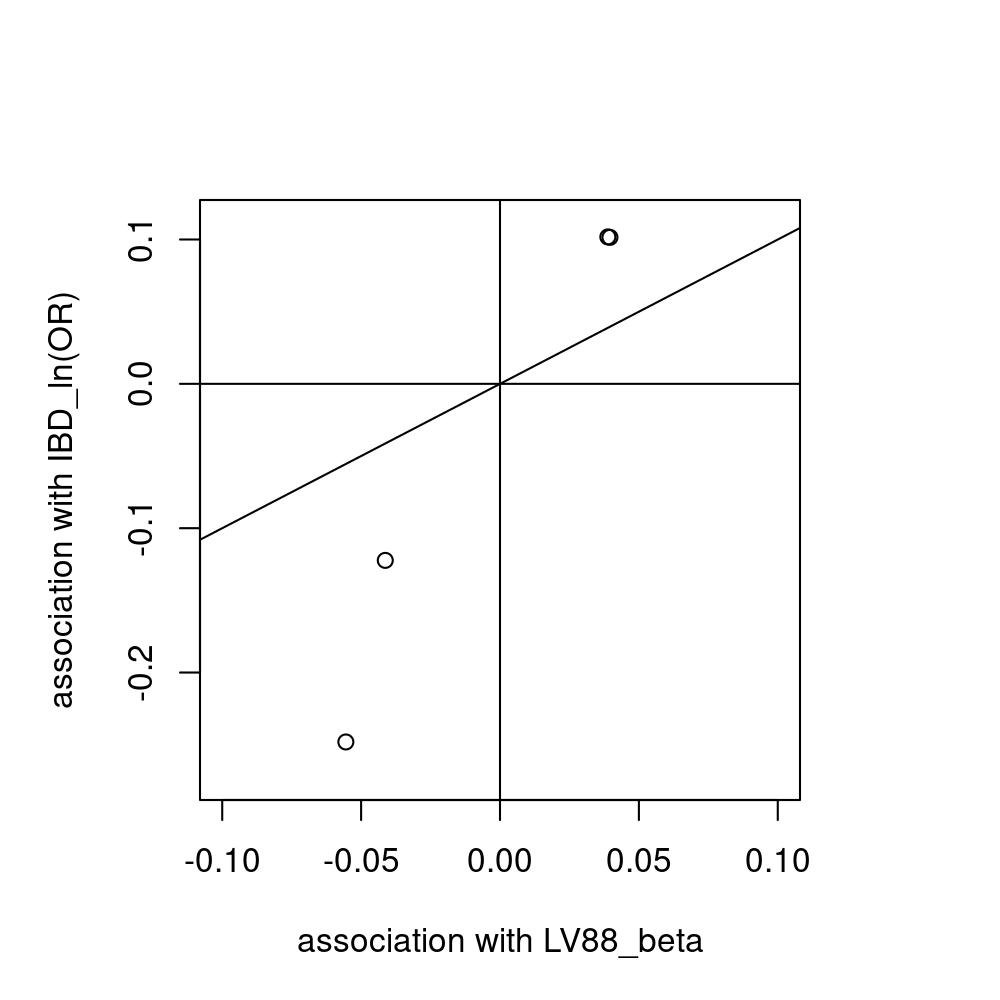 association with IBD_ln(OR)
0.1
0.0
-0.1
-0.2
-0.10 -0.05 0.00 0.05 0.10
association with LV88_beta